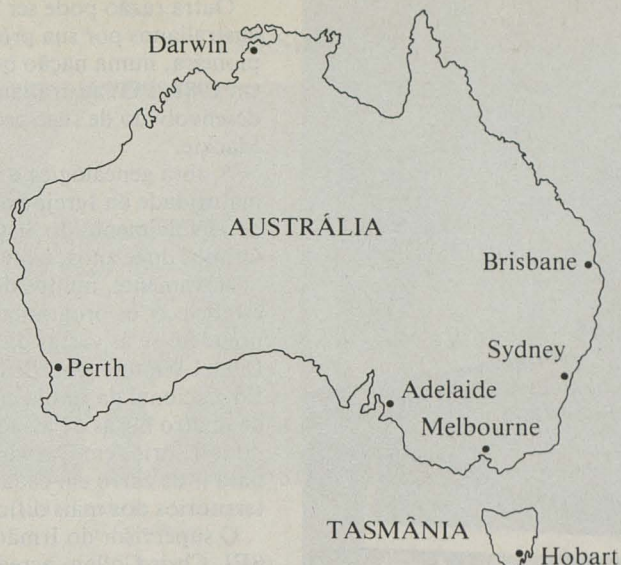 Darwin
AUSTRÁLIA
Brisbane
Sydney
Perth
Adelaide
Melbourne
TASMÂNIA
Hobart